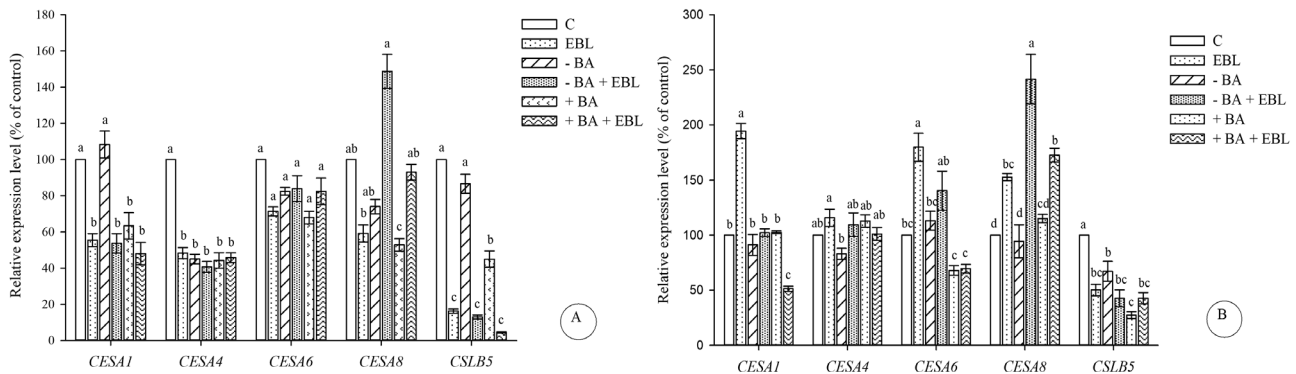 Relative expression level (% of control)
180
160
140
120
100
80
60
40
20
0
a b a b b b
a b b b b b
a a a a a a
ab b ab a c ab
a c a c b c
CESA1 CESA4 CESA6 CESA8 CSLB5
C
EBL
- BA
- BA + EBL
+ BA
+ BA + EBL
A
Relative expression level (% of control)
300
250
200
150
100
50
0
b a b b b c
ab a b ab ab ab
bc a bc ab c c
d bc d a cd b
a bc b bc c bc
CESA1 CESA4 CESA6 CESA8 CSLB5
C
EBL
- BA
- BA + EBL
+ BA
+ BA + EBL
B